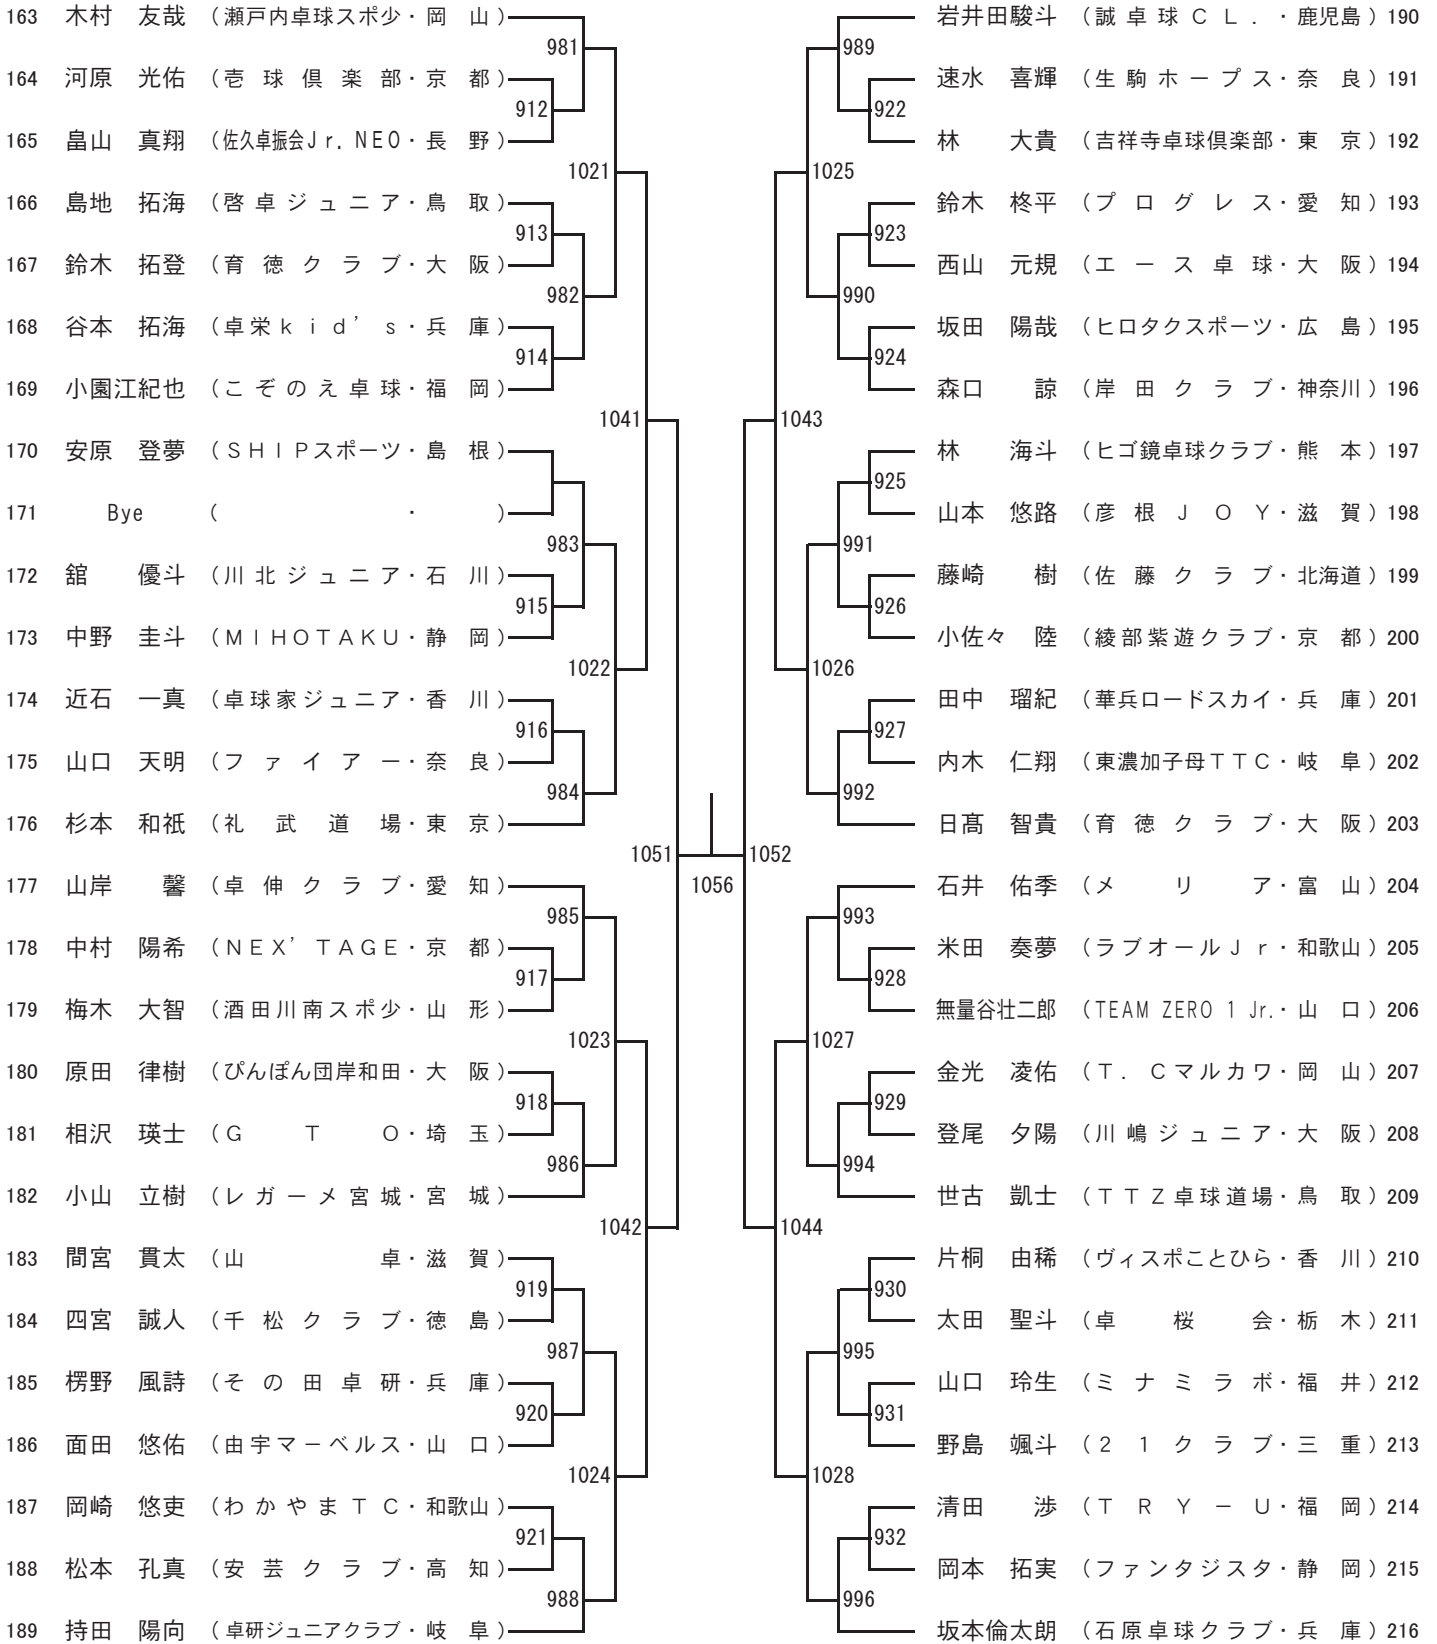 163 木村 友哉 (瀬戸内卓球スポ少・岡 山)
981
164 河原 光佑 (壱球倶楽部・京 都)
912
165 畠山 真翔 (佐久卓振会Jr.NEO・長 野)
1021
166 島地 拓海 (啓卓ジュニア・鳥 取)
913
167 鈴木 拓登 (育徳クラブ・大 阪)
982
168 谷本 拓海 (卓栄kid's・兵 庫)
914
169 小園江紀也 (こぞのえ卓球・福 岡)
1041
170 安原 登夢 (SHIPスポーツ・島 根)
171 Bye ( ・ )
983
172 舘 優斗 (川北ジュニア・石 川)
915
173 中野 圭斗 (MIHOTAKU・静 岡)
1022
174 近石 一真 (卓球家ジュニア・香 川)
916
175 山口 天明 (ファイアー・奈 良)
984
176 杉本 和祇 (礼武道場・東 京)
1051
1056
177 山岸 馨 (卓伸クラブ・愛 知)
985
178 中村 陽希 (NEX'TAGE・京 都)
917
179 梅木 大智 (酒田川南スポ少・山 形)
1023
180 原田 律樹 (ぴんぽん団岸和田・大 阪)
918
181 相沢 瑛士 (GTO・埼 玉)
986
182 小山 立樹 (レガーメ宮城・宮 城)
1042
183 間宮 貫太 (山卓・滋 賀)
919
184 四宮 誠人 (千松クラブ・徳 島)
987
185 楞野 風詩 (その田卓研・兵 庫)
920
186 面田 悠佑 (由宇マーベルス・山 口)
1024
187 岡崎 悠吏 (わかやまTC・和歌山)
921
188 松本 孔真 (安芸クラブ・高 知)
988
189 持田 陽向 (卓研ジュニアクラブ・岐 阜)
岩井田駿斗 (誠卓球CL.・鹿児島) 190
989
速水 喜輝 (生駒ホープス・奈 良) 191
922
林 大貴 (吉祥寺卓球倶楽部・東 京) 192
1025
鈴木 柊平 (プログレス・愛 知) 193
923
西山 元規 (エース卓球・大 阪) 194
990
坂田 陽哉 (ヒロタクスポーツ・広 島) 195
924
森口 諒 (岸田クラブ・神奈川) 196
1043
林 海斗 (ヒゴ鏡卓球クラブ・熊 本) 197
925
山本 悠路 (彦根JOY・滋 賀) 198
991
藤崎 樹 (佐藤クラブ・北海道) 199
926
小佐々 陸 (綾部紫遊クラブ・京 都) 200
1026
田中 瑠紀 (華兵ロードスカイ・兵 庫) 201
927
内木 仁翔 (東濃加子母TTC・岐 阜) 202
992
日髙 智貴 (育徳クラブ・大 阪) 203
1052
石井 佑季 (メリア・富 山) 204
993
米田 奏夢 (ラブオールJr・和歌山) 205
928
無量谷壮二郎 (TEAM ZERO 1 Jr.・山 口) 206
1027
金光 凌佑 (T.Cマルカワ・岡 山) 207
929
登尾 夕陽 (川嶋ジュニア・大 阪) 208
994
世古 凱士 (TTZ卓球道場・鳥 取) 209
1044
片桐 由稀 (ヴィスポことひら・香 川) 210
930
太田 聖斗 (卓桜会・栃 木) 211
995
山口 玲生 (ミナミラボ・福 井) 212
931
野島 颯斗 (21クラブ・三 重) 213
1028
清田 渉 (TRY-U・福 岡) 214
932
岡本 拓実 (ファンタジスタ・静 岡) 215
996
坂本倫太朗 (石原卓球クラブ・兵 庫) 216